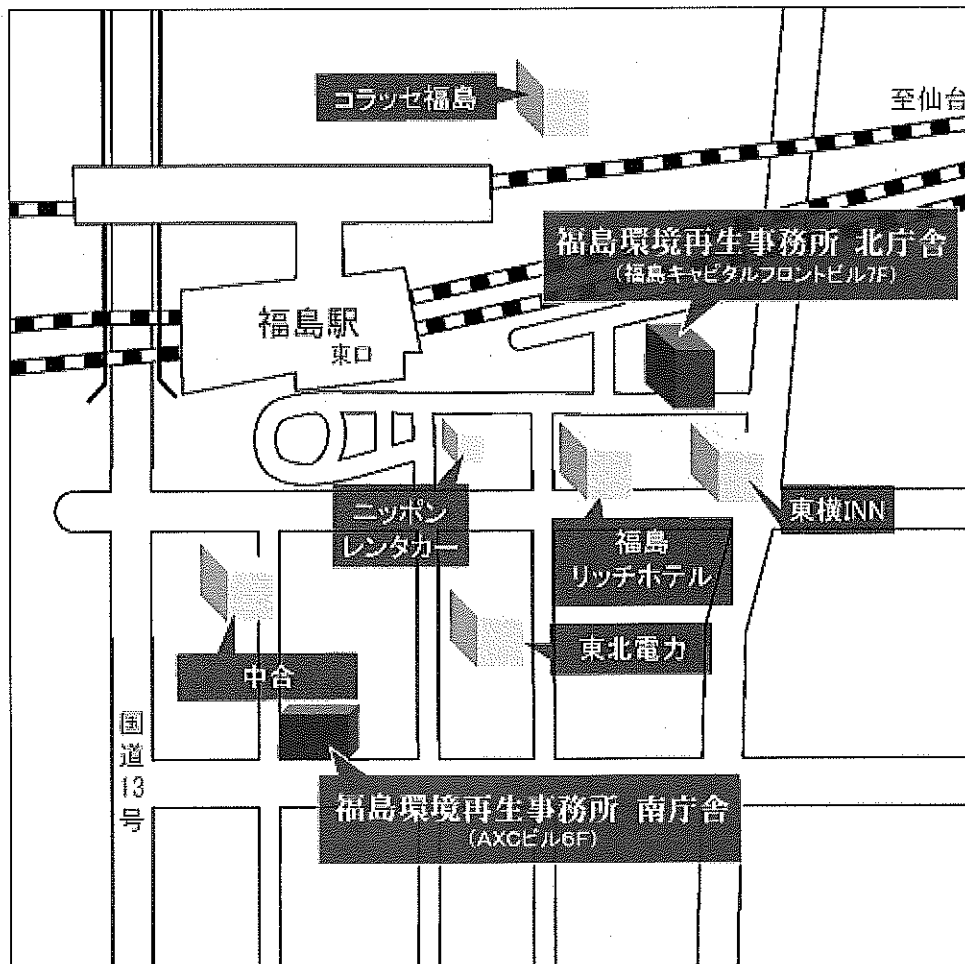 コラッセ福島
至仙台
福島環境再生事務所 北庁舎
(福島キャピタルフロントビル7F)
福島駅
東口
ニッポン
レンタカー
福島
リッチホテル
東横INN
東北電力
中合
国道13号
福島環境再生事務所 南庁舎
(AXCビル6F)